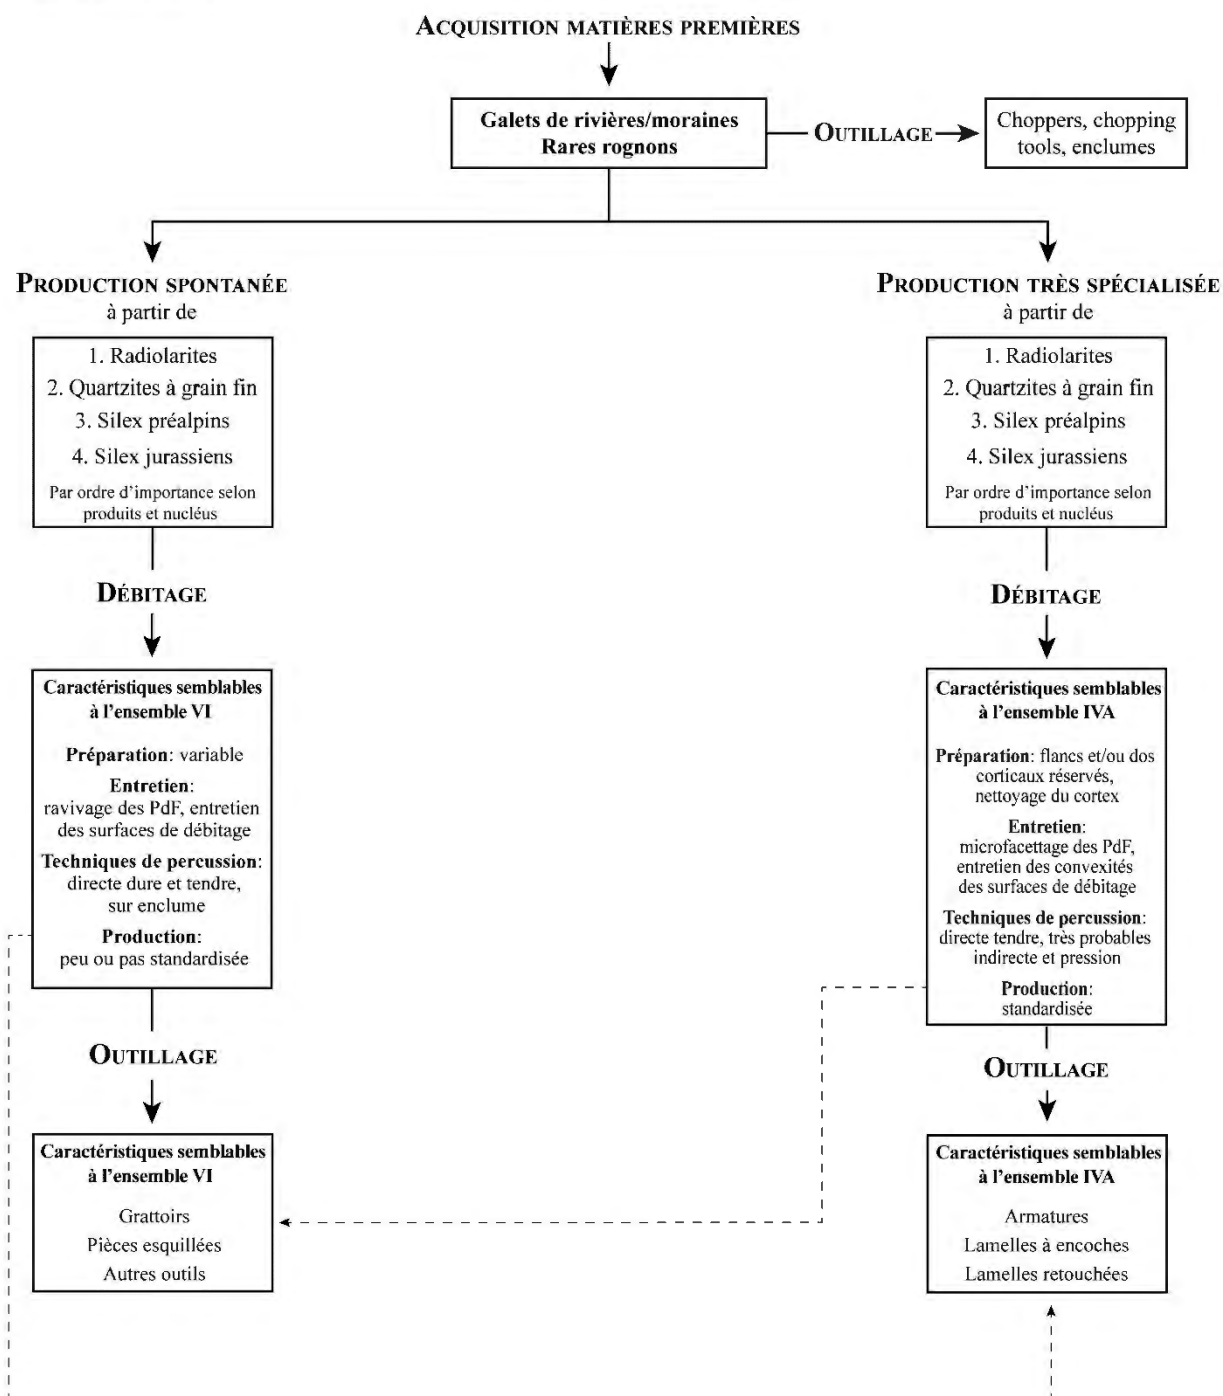 ACQUISITION MATIÈRES PREMIÈRES
Galets de rivières/moraines
Rares rognons
OUTILLAGE
Choppers, chopping
tools, enclumes
PRODUCTION SPONTANÉE
à partir de
1. Radiolarites
2. Quartzites à grain fin
3. Silex préalpins
4. Silex jurassiens
Par ordre d'importance selon
produits et nucléus
DÉBITAGE
Caractéristiques semblables
à l'ensemble VI
Préparation: variable
Entretien:
ravivage des PdF, entretien
des surfaces de débitage
Techniques de percussion:
directe dure et tendre,
sur enclume
Production:
peu ou pas standardisée
OUTILLAGE
Caractéristiques semblables
à l'ensemble VI
Grattoirs
Pièces esquillées
Autres outils
PRODUCTION TRÈS SPÉCIALISÉE
à partir de
1. Radiolarites
2. Quartzites à grain fin
3. Silex préalpins
4. Silex jurassiens
Par ordre d'importance selon
produits et nucléus
DÉBITAGE
Caractéristiques semblables
à l'ensemble IVA
Préparation: flancs et/ou dos
corticaux réservés,
nettoyage du cortex
Entretien:
microfacettage des PdF,
entretien des convexités
des surfaces de débitage
Techniques de percussion:
directe tendre, très probables
indirecte et pression
Production:
standardisée
OUTILLAGE
Caractéristiques semblables
à l'ensemble IVA
Armatures
Lamelles à encoches
Lamelles retouchées